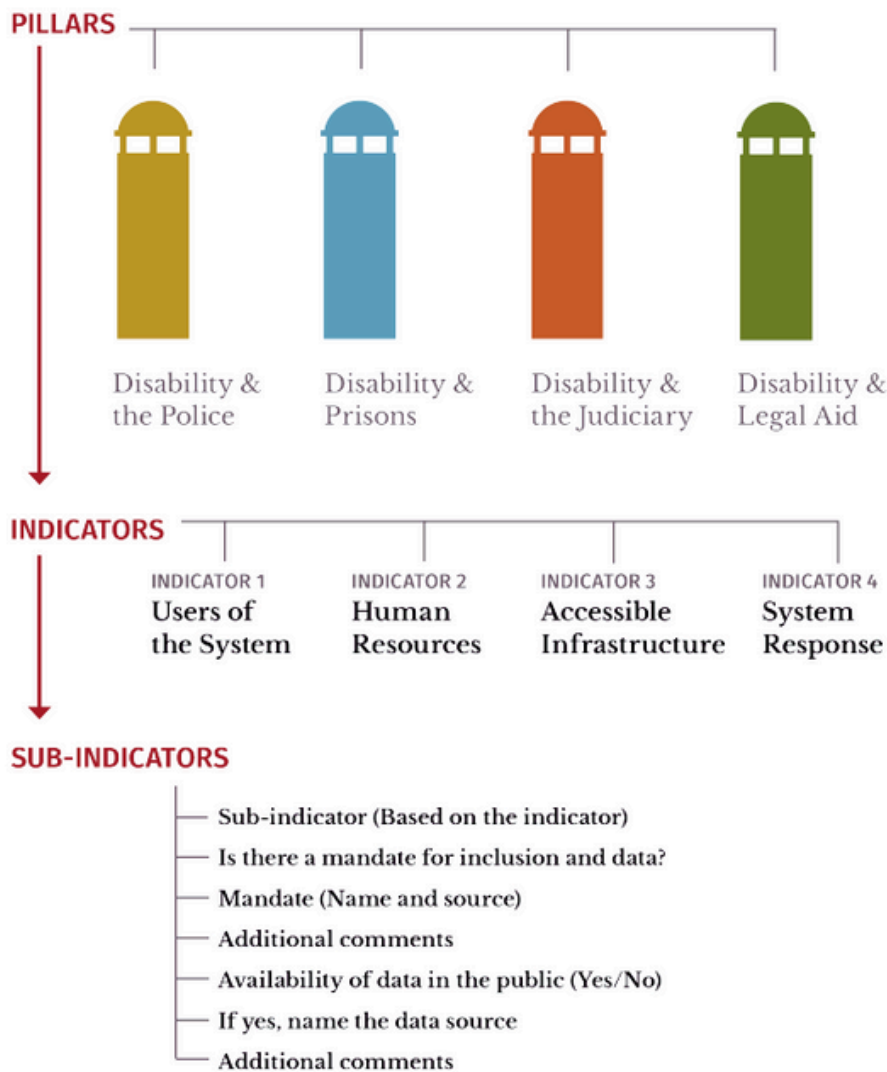 PILLARS
Disability &
the Police
Disability &
Prisons
Disability &
the Judiciary
Disability &
Legal Aid
INDICATORS
INDICATOR 1
Users of
the System
INDICATOR 2
Human
Resources
INDICATOR 3
Accessible
Infrastructure
INDICATOR 4
System
Response
SUB-INDICATORS
Sub-indicator (Based on the indicator)
Is there a mandate for inclusion and data?
Mandate (Name and source)
Additional comments
Availability of data in the public (Yes/No)
If yes, name the data source
Additional comments